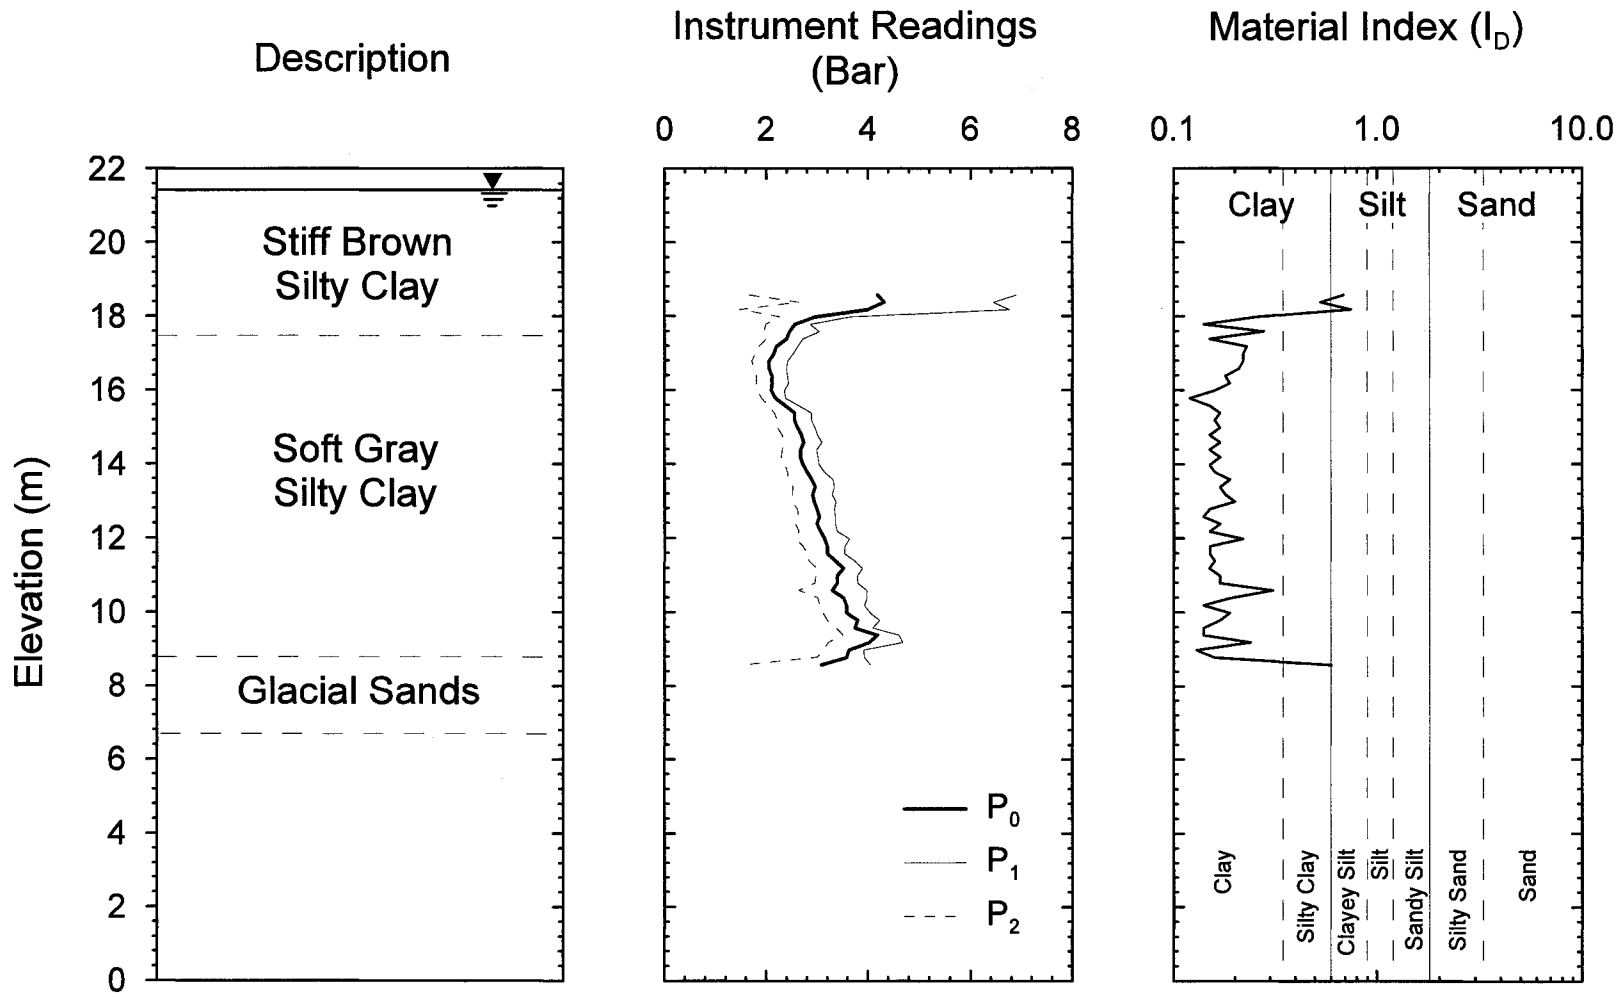 Description
Instrument Readings
(Bar)
Material Index (I_D)
0 2 4 6 8
0.1 1.0 10.0
22
20
18
16
14
12
10
8
6
4
2
0
Elevation (m)
Stiff Brown
Silty Clay
Soft Gray
Silty Clay
Glacial Sands
P_0
P_1
P_2
Clay Silt Sand
Clay
Silty Clay
Clayey Silt
Silt
Sandy Silt
Silty Sand
Sand